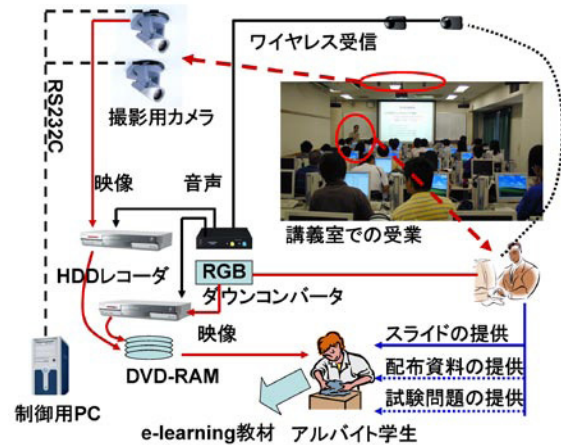 ワイヤレス受信
RS232C
撮影用カメラ
映像
音声
講義室での受業
HDDレコーダ
RGB
ダウンコンバータ
映像
スライドの提供
DVD-RAM
配布資料の提供
試験問題の提供
制御用PC
e-learning教材
アルバイト学生